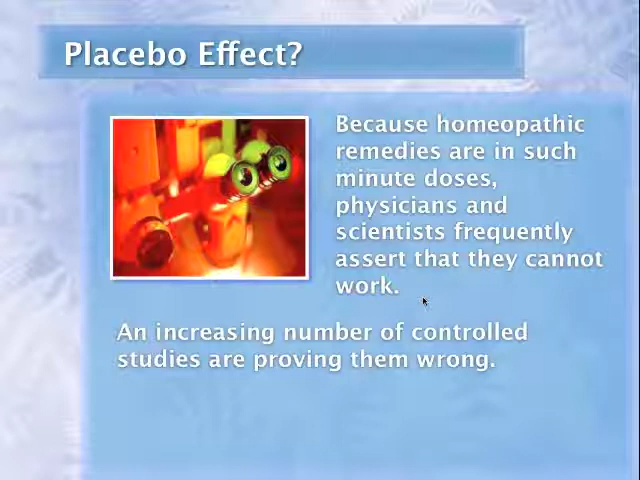 Placebo Effect?
Because homeopathic
remedies are in such
minute doses,
physicians and
scientists frequently
assert that they cannot
work.
An increasing number of controlled
studies are proving them wrong.